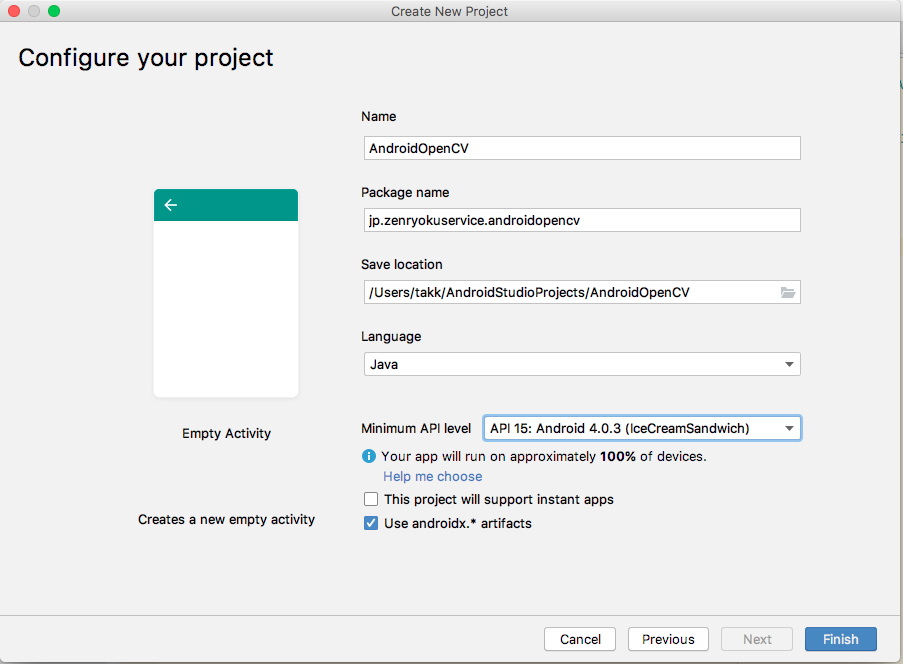 Create New Project
Configure your project
Name
AndroidOpenCV
Package name
jp.zenryokuservice.androidopencv
Save location
/Users/takk/AndroidStudioProjects/AndroidOpenCV
Language
Java
Empty Activity
Minimum API level API 15: Android 4.0.3 (IceCreamSandwich)
Your app will run on approximately 100% of devices.
Help me choose
This project will support instant apps
Creates a new empty activity
Use androidx.* artifacts
Cancel Previous Next Finish